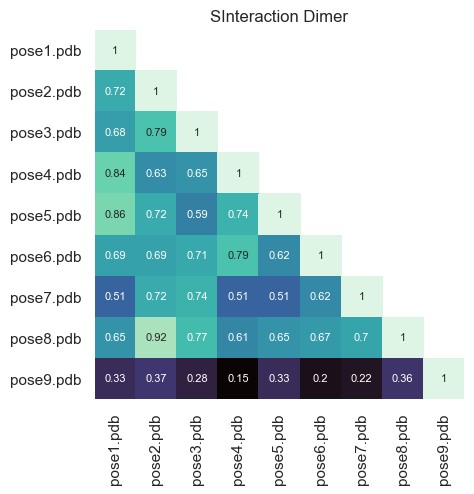 SInteraction Dimer
pose1.pdb 1
pose2.pdb 0.72 1
pose3.pdb 0.68 0.79 1
pose4.pdb 0.84 0.63 0.65 1
pose5.pdb 0.86 0.72 0.59 0.74 1
pose6.pdb 0.69 0.69 0.71 0.79 0.62 1
pose7.pdb 0.51 0.72 0.74 0.51 0.51 0.62 1
pose8.pdb 0.65 0.92 0.77 0.61 0.65 0.67 0.7 1
pose9.pdb 0.33 0.37 0.28 0.15 0.33 0.2 0.22 0.36 1
pose1.pdb
pose2.pdb
pose3.pdb
pose4.pdb
pose5.pdb
pose6.pdb
pose7.pdb
pose8.pdb
pose9.pdb